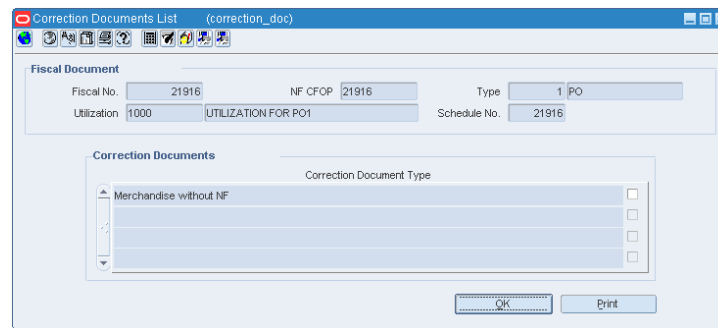 Correction Documents List (correction_doc)
Fiscal Document
Fiscal No. 21916 NF CFOP 21916 Type 1 PO
Utilization 1000 UTILIZATION FOR PO1 Schedule No. 21916
Correction Documents
Correction Document Type
Merchandise without NF
OK Print